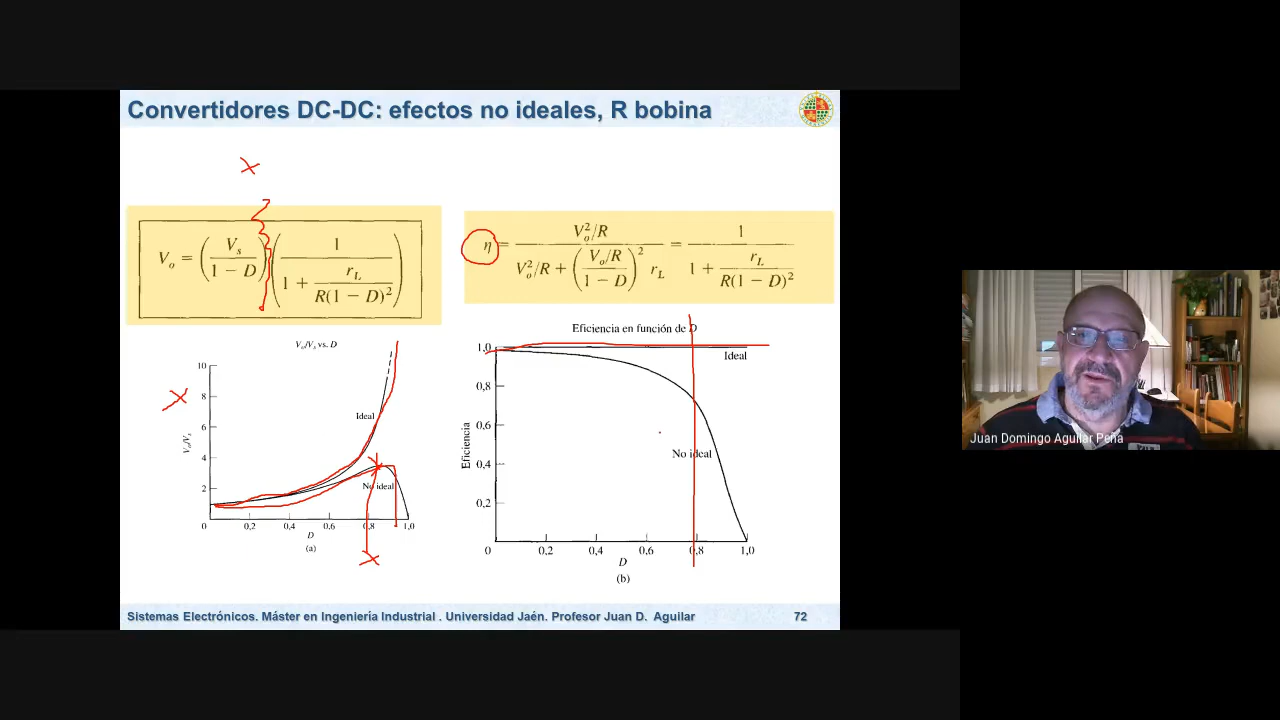 Convertidores DC-DC: efectos no ideales, R bobina
V_o = (V_s / (1 − D)) (1 / (1 + r_L / (R(1 − D)²)))
η = (V_o²/R) / (V_o²/R + ((V_o/R) / (1 − D))² r_L) = 1 / (1 + r_L / (R(1 − D)²))
V_o/V_s vs. D
10
8
6
4
2
V_o/V_s
Ideal
No ideal
0 0,2 0,4 0,6 0,8 1,0
D
(a)
Eficiencia en función de D
1,0
0,8
0,6
0,4
0,2
Eficiencia
Ideal
No ideal
0 0,2 0,4 0,6 0,8 1,0
D
(b)
Sistemas Electrónicos. Máster en Ingeniería Industrial . Universidad Jaén. Profesor Juan D. Aguilar 72
Juan Domingo Aguilar Peña